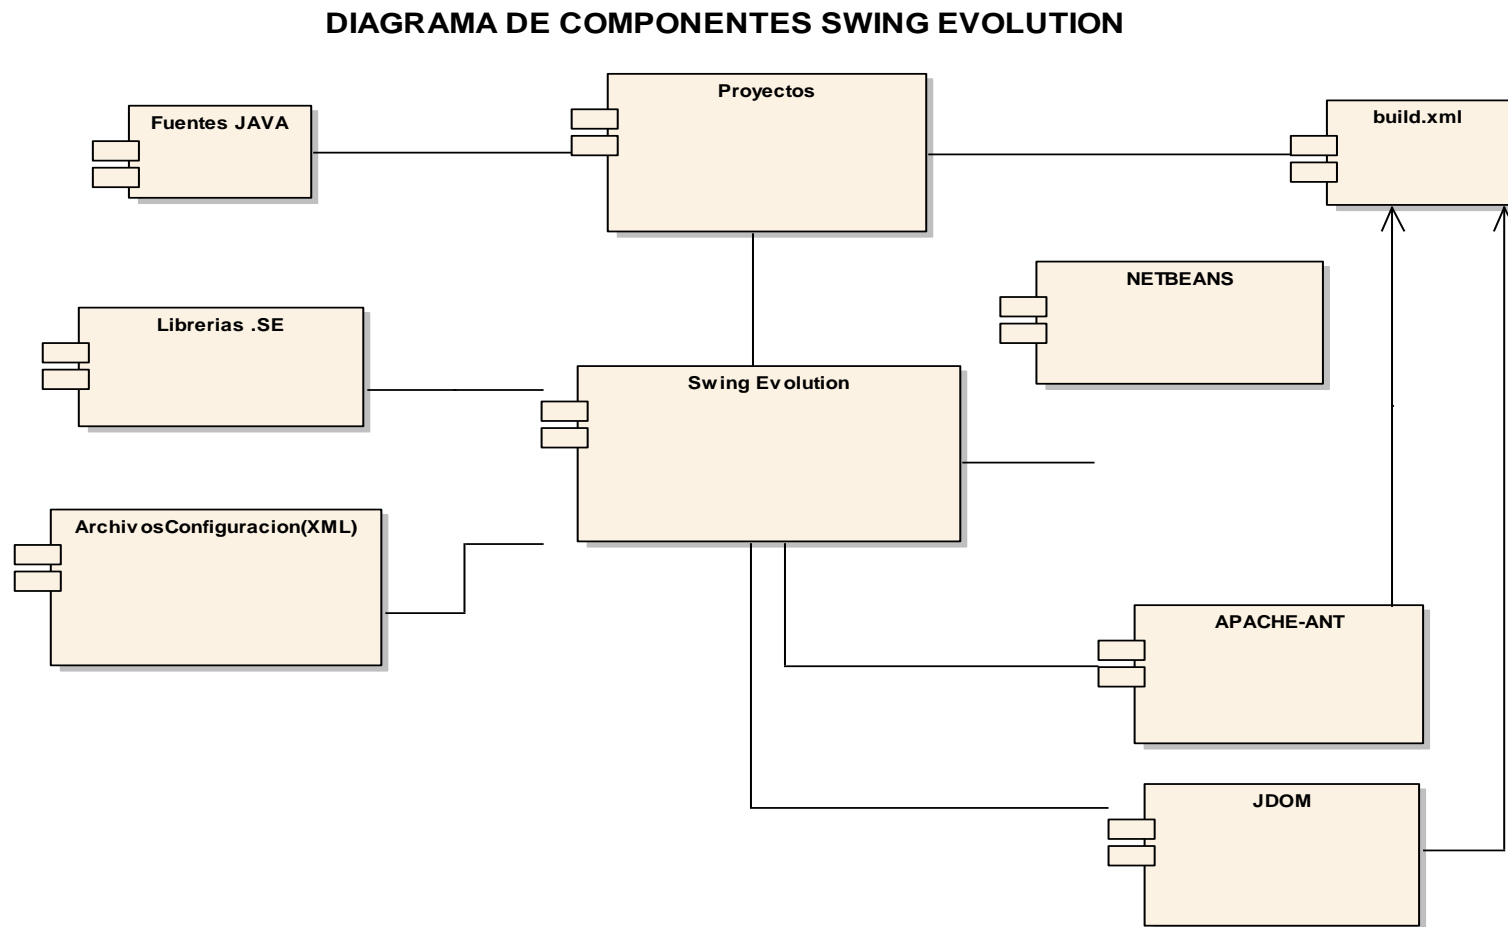 DIAGRAMA DE COMPONENTES SWING EVOLUTION
Proyectos
Fuentes JAVA
build.xml
NETBEANS
Librerias .SE
Swing Evolution
ArchivosConfiguracion(XML)
APACHE-ANT
JDOM